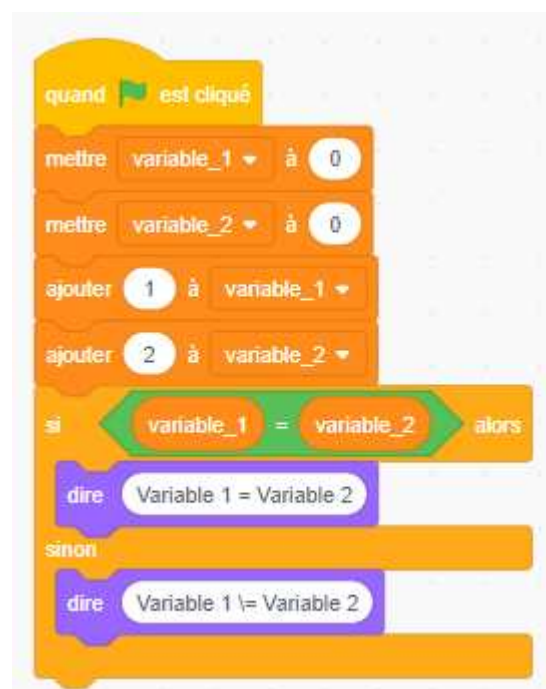 quand est cliqué
mettre variable_1 à 0
mettre variable_2 à 0
ajouter 1 à variable_1
ajouter 2 à variable_2
si variable_1 = variable_2 alors
dire Variable 1 = Variable 2
sinon
dire Variable 1 \= Variable 2